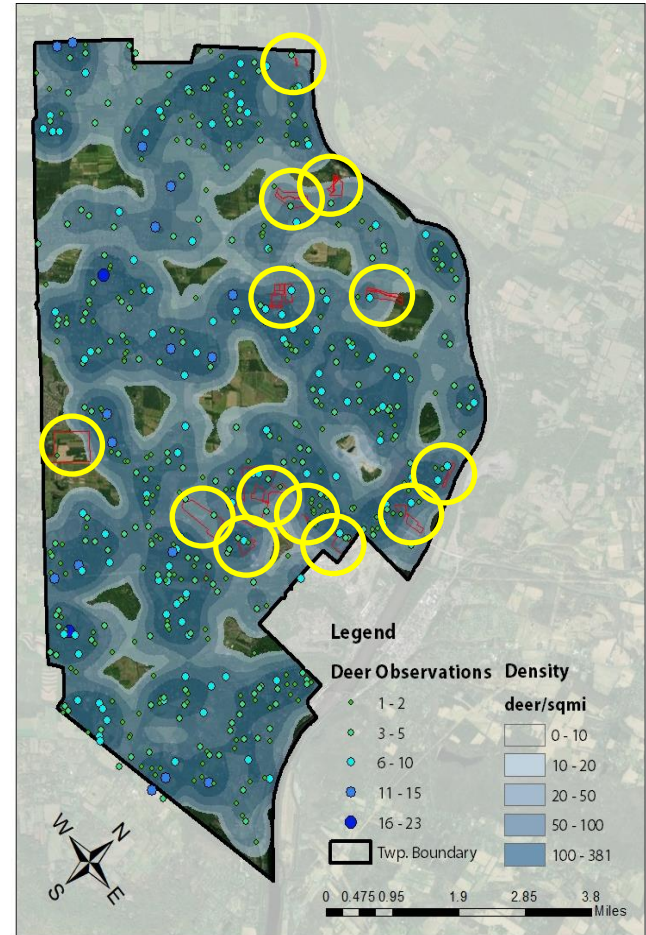 Legend
Deer Observations
1 - 2
3 - 5
6 - 10
11 - 15
16 - 23
Twp. Boundary
Density
deer/sqmi
0 - 10
10 - 20
20 - 50
50 - 100
100 - 381
W N
S E
0 0.475 0.95 1.9 2.85 3.8
Miles